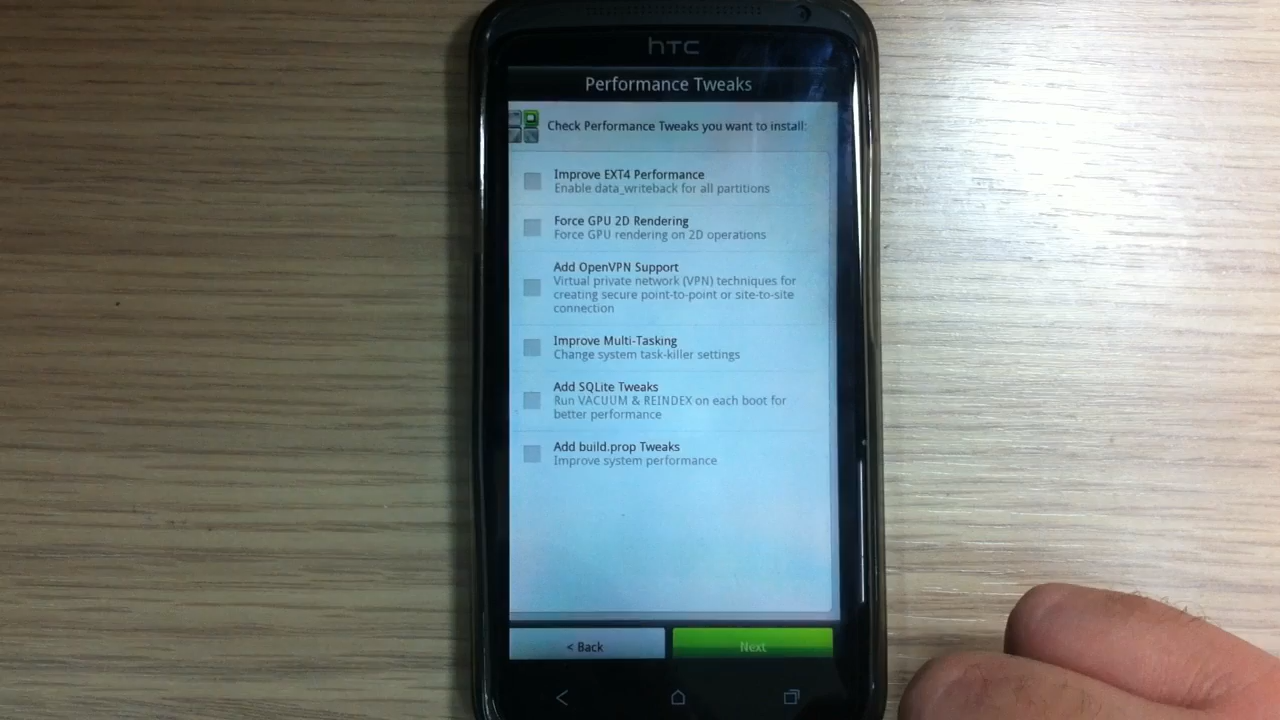 hTC
Performance Tweaks
Check Performance Tweaks you want to install:
Improve EXT4 Performance
Enable data_writeback for all partitions
Force GPU 2D Rendering
Force GPU rendering on 2D operations
Add OpenVPN Support
Virtual private network (VPN) techniques for
creating secure point-to-point or site-to-site
connection
Improve Multi-Tasking
Change system task-killer settings
Add SQLite Tweaks
Run VACUUM & REINDEX on each boot for
better performance
Add build.prop Tweaks
Improve system performance
< Back
Next